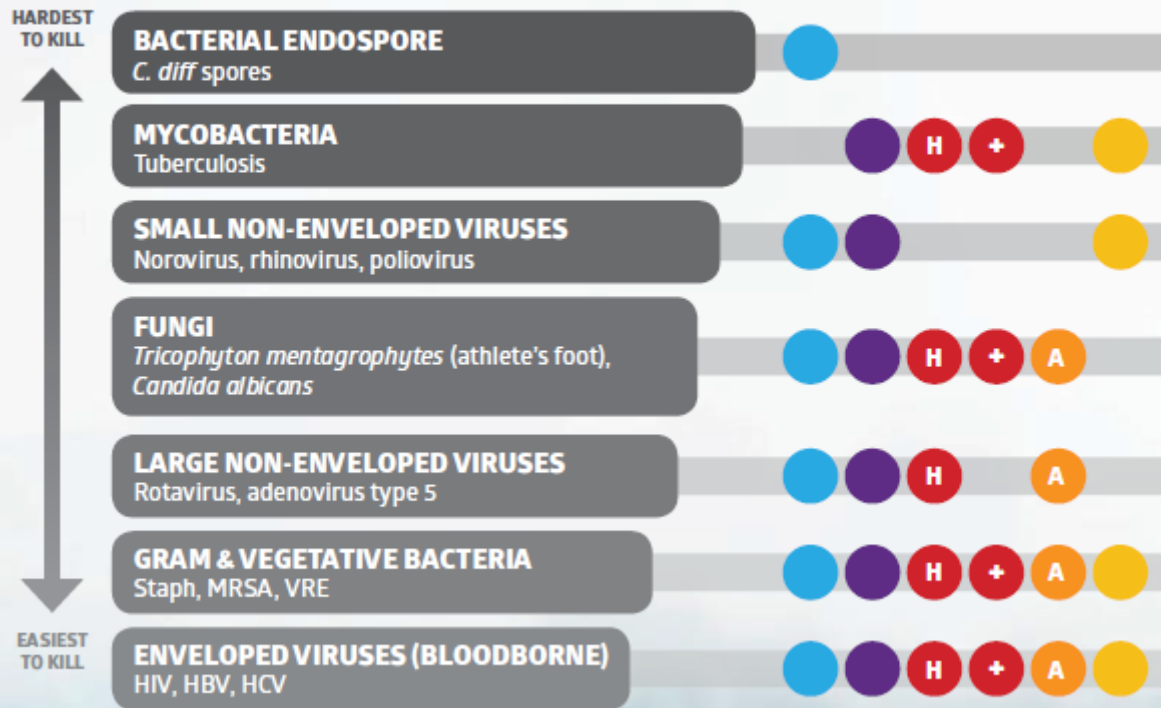 HARDEST
TO KILL
BACTERIAL ENDOSPORE
C. diff spores
MYCOBACTERIA
Tuberculosis
H
+
SMALL NON-ENVELOPED VIRUSES
Norovirus, rhinovirus, poliovirus
FUNGI
Tricophyton mentagrophytes (athlete's foot),
Candida albicans
H
+
A
LARGE NON-ENVELOPED VIRUSES
Rotavirus, adenovirus type 5
H
A
GRAM & VEGETATIVE BACTERIA
Staph, MRSA, VRE
H
+
A
EASIEST
TO KILL
ENVELOPED VIRUSES (BLOODBORNE)
HIV, HBV, HCV
H
+
A